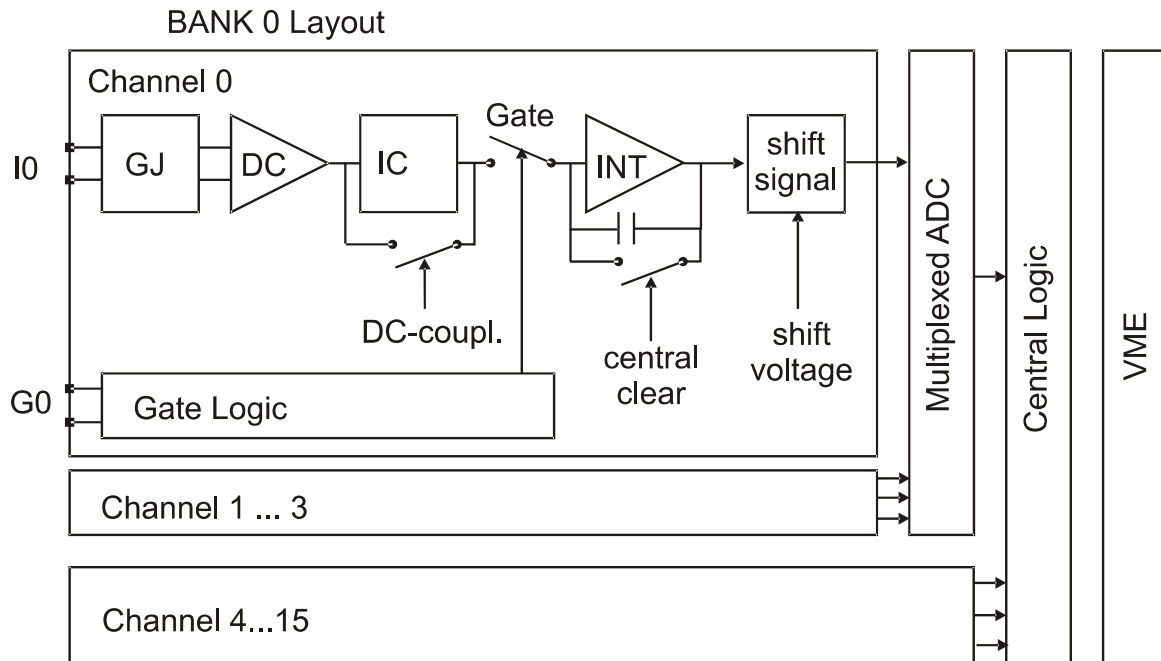 BANK 0 Layout
Channel 0
I0
GJ
DC
IC
Gate
INT
shift
signal
DC-coupl.
central
clear
shift
voltage
G0
Gate Logic
Channel 1 ... 3
Channel 4...15
Multiplexed ADC
Central Logic
VME